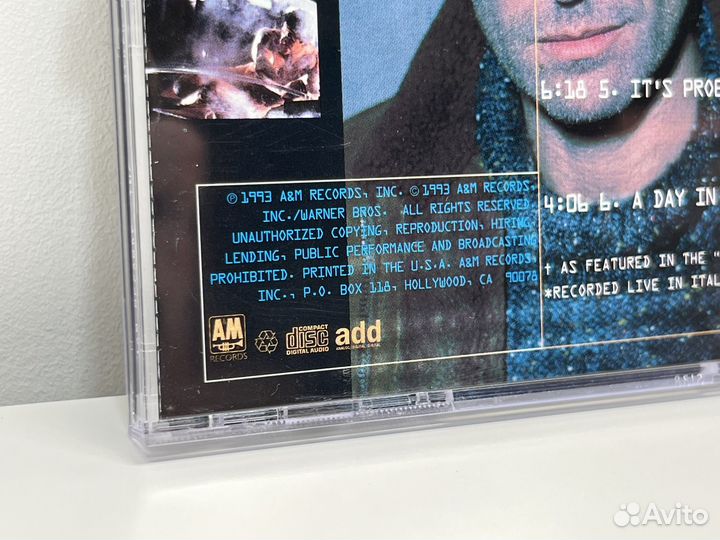 6:18 5. IT'S PROB
℗ 1993 A&M RECORDS, INC. © 1993 A&M RECORDS,
INC./WARNER BROS. ALL RIGHTS RESERVED.
UNAUTHORIZED COPYING, REPRODUCTION, HIRING,
LENDING, PUBLIC PERFORMANCE AND BROADCASTING
PROHIBITED. PRINTED IN THE U.S.A. A&M RECORDS,
INC., P.O. BOX 118, HOLLYWOOD, CA 90078
4:06 6. A DAY IN
† AS FEATURED IN THE "
*RECORDED LIVE IN ITAL
AM
RECORDS
COMPACT
disc
DIGITAL AUDIO
add
Avito